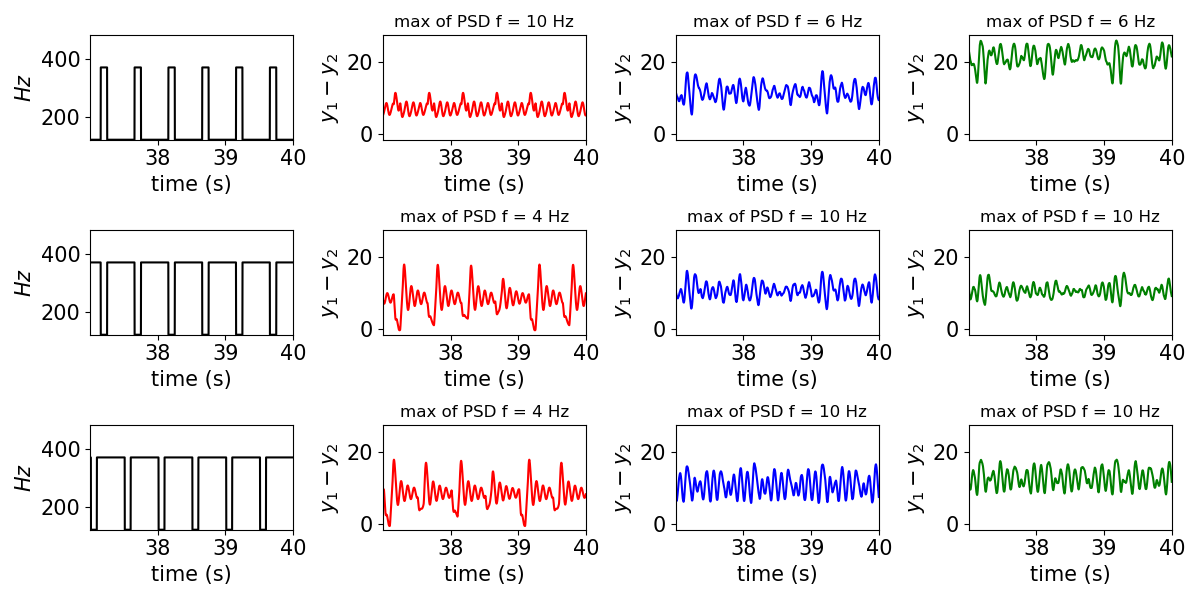 max of PSD f = 10 Hz
max of PSD f = 6 Hz
max of PSD f = 6 Hz
400
200
Hz
38
39
40
time (s)
20
0
y₁ − y₂
38
39
40
time (s)
20
0
y₁ − y₂
38
39
40
time (s)
20
0
y₁ − y₂
38
39
40
time (s)
max of PSD f = 4 Hz
max of PSD f = 10 Hz
max of PSD f = 10 Hz
400
200
Hz
38
39
40
time (s)
20
0
y₁ − y₂
38
39
40
time (s)
20
0
y₁ − y₂
38
39
40
time (s)
20
0
y₁ − y₂
38
39
40
time (s)
max of PSD f = 4 Hz
max of PSD f = 10 Hz
max of PSD f = 10 Hz
400
200
Hz
38
39
40
time (s)
20
0
y₁ − y₂
38
39
40
time (s)
20
0
y₁ − y₂
38
39
40
time (s)
20
0
y₁ − y₂
38
39
40
time (s)